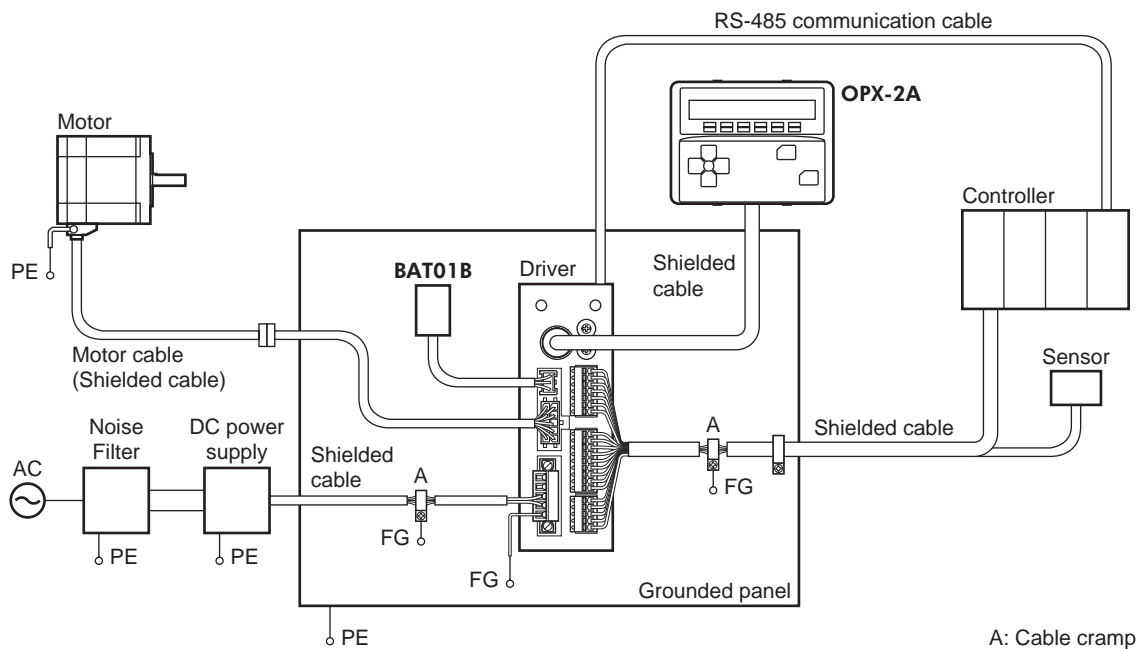 RS-485 communication cable
OPX-2A
Motor
Controller
PE
BAT01B
Driver
Shielded
cable
Motor cable
(Shielded cable)
Sensor
Noise
Filter
DC power
supply
Shielded
cable
A
A
Shielded cable
AC
FG
FG
PE
PE
FG
Grounded panel
PE
A: Cable cramp